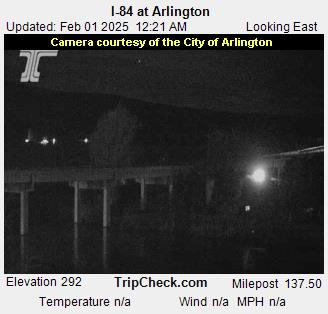 I-84 at Arlington
Updated: Feb 01 2025 12:21 AM Looking East
Camera courtesy of the City of Arlington
Elevation 292 TripCheck.com Milepost 137.50
Temperature n/a Wind n/a MPH n/a